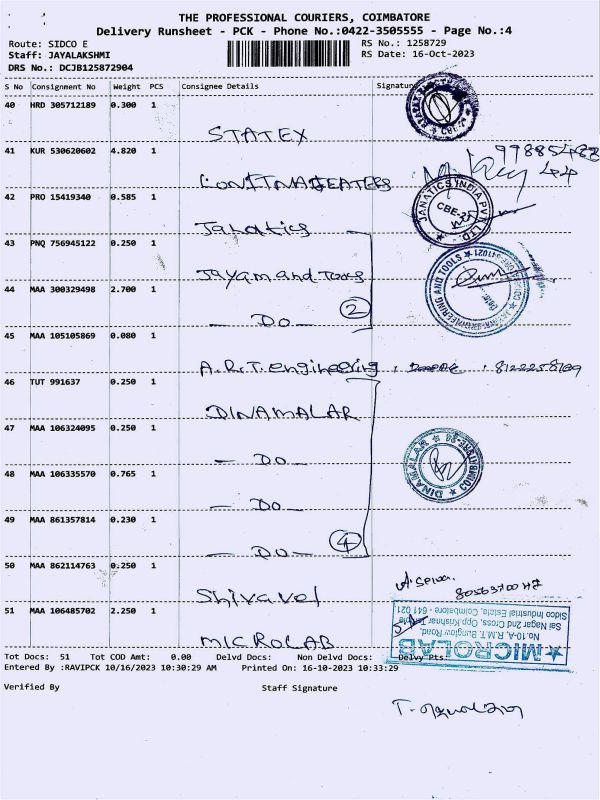 THE PROFESSIONAL COURIERS, COIMBATORE
Delivery Runsheet - PCK - Phone No.:0422-3505555 - Page No.:4
Route: SIDCO E
Staff: JAYALAKSHMI
DRS No.: DCJB125872904
RS No.: 1258729
RS Date: 16-Oct-2023
S No Consignment No Weight PCS Consignee Details Signature
40 HRD 305712189 0.300 1
STATEX
41 KUR 530620602 4.820 1
42 PRO 15419340 0.585 1
Janatics
JANATICS INDIA PVT LTD
CBE-21
43 PNQ 756945122 0.250 1
Jayam and Tools
44 MAA 300329498 2.700 1
— DO — 2
45 MAA 105105869 0.080 1
A.R.T. engineering
46 TUT 991637 0.250 1
DINAMALAR
47 MAA 106324095 0.250 1
— DO —
DINAMALAR
48 MAA 106335570 0.765 1
— DO —
49 MAA 861357814 0.230 1
— DO — 4
50 MAA 862114763 0.250 1
Shivavel
51 MAA 106485702 2.250 1
MICROLAB
MICROLAB
No.10-A, R.M.T. Bunglow Road,
Sai Nagar 2nd Cross, Opp Krishnar Temple
Sidco Industrial Estate, Coimbatore - 641 021
Tot Docs: 51 Tot COD Amt: 0.00 Delvd Docs: Non Delvd Docs: Delvy Pts:
Entered By :RAVIPCK 10/16/2023 10:30:29 AM Printed On: 16-10-2023 10:33:29
Verified By Staff Signature